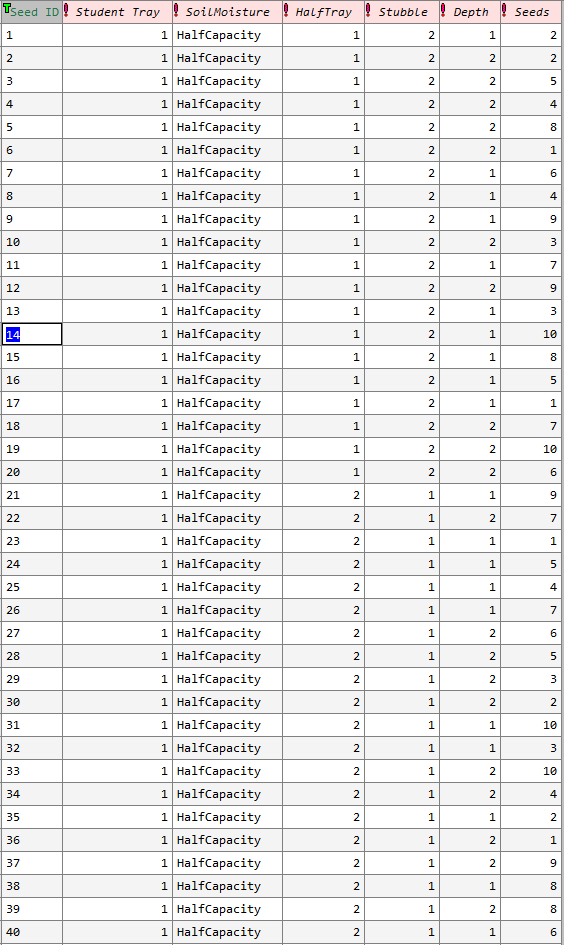 Seed ID Student Tray SoilMoisture HalfTray Stubble Depth Seeds
1 1 HalfCapacity 1 2 1 2
2 1 HalfCapacity 1 2 2 2
3 1 HalfCapacity 1 2 2 5
4 1 HalfCapacity 1 2 2 4
5 1 HalfCapacity 1 2 2 8
6 1 HalfCapacity 1 2 2 1
7 1 HalfCapacity 1 2 1 6
8 1 HalfCapacity 1 2 1 4
9 1 HalfCapacity 1 2 1 9
10 1 HalfCapacity 1 2 2 3
11 1 HalfCapacity 1 2 1 7
12 1 HalfCapacity 1 2 2 9
13 1 HalfCapacity 1 2 1 3
14 1 HalfCapacity 1 2 1 10
15 1 HalfCapacity 1 2 1 8
16 1 HalfCapacity 1 2 1 5
17 1 HalfCapacity 1 2 1 1
18 1 HalfCapacity 1 2 2 7
19 1 HalfCapacity 1 2 2 10
20 1 HalfCapacity 1 2 2 6
21 1 HalfCapacity 2 1 1 9
22 1 HalfCapacity 2 1 2 7
23 1 HalfCapacity 2 1 1 1
24 1 HalfCapacity 2 1 1 5
25 1 HalfCapacity 2 1 1 4
26 1 HalfCapacity 2 1 1 7
27 1 HalfCapacity 2 1 2 6
28 1 HalfCapacity 2 1 2 5
29 1 HalfCapacity 2 1 2 3
30 1 HalfCapacity 2 1 2 2
31 1 HalfCapacity 2 1 1 10
32 1 HalfCapacity 2 1 1 3
33 1 HalfCapacity 2 1 2 10
34 1 HalfCapacity 2 1 2 4
35 1 HalfCapacity 2 1 1 2
36 1 HalfCapacity 2 1 2 1
37 1 HalfCapacity 2 1 2 9
38 1 HalfCapacity 2 1 1 8
39 1 HalfCapacity 2 1 2 8
40 1 HalfCapacity 2 1 1 6